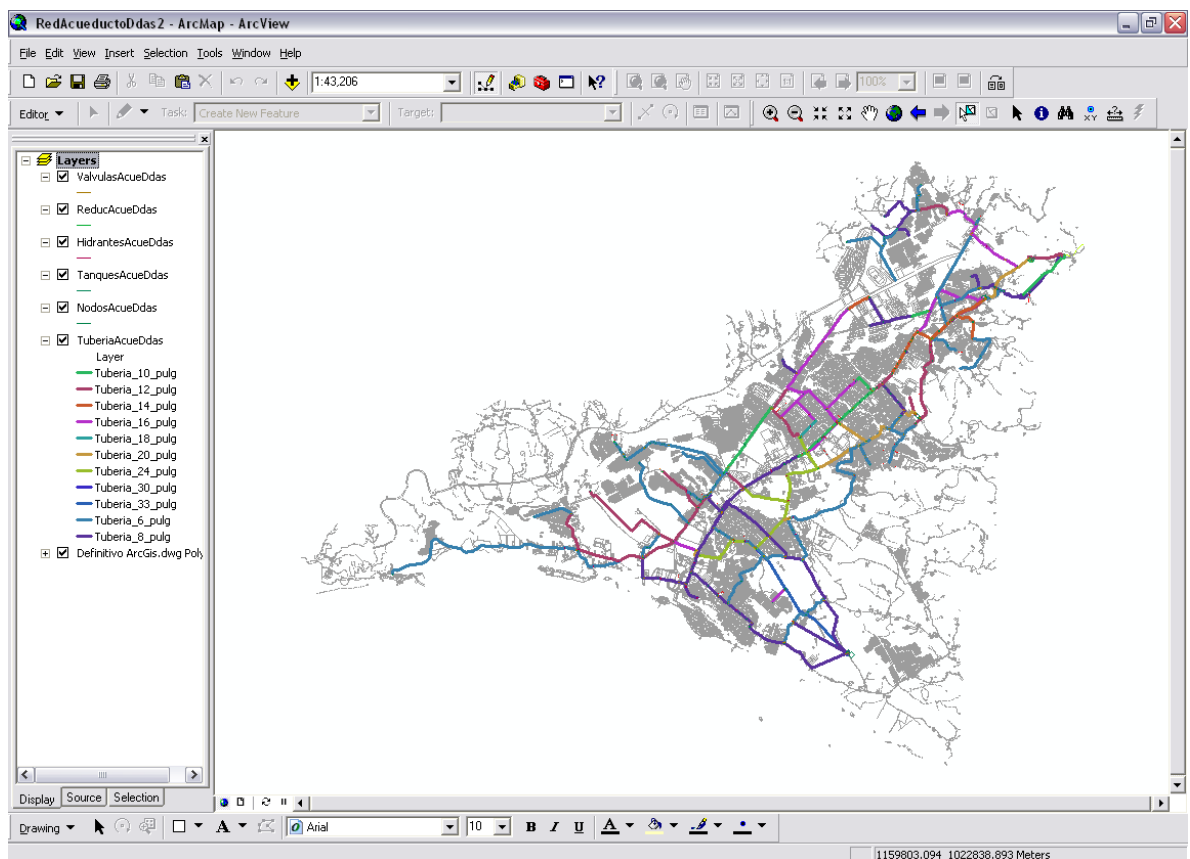 RedAcueductoDdas2 - ArcMap - ArcView
File Edit View Insert Selection Tools Window Help
1:43,206
100%
Editor
Task:
Create New Feature
Target:
Layers
ValvulasAcueDdas
ReducAcueDdas
HidrantesAcueDdas
TanquesAcueDdas
NodosAcueDdas
TuberiaAcueDdas
Layer
Tuberia_10_pulg
Tuberia_12_pulg
Tuberia_14_pulg
Tuberia_16_pulg
Tuberia_18_pulg
Tuberia_20_pulg
Tuberia_24_pulg
Tuberia_30_pulg
Tuberia_33_pulg
Tuberia_6_pulg
Tuberia_8_pulg
Definitivo ArcGis.dwg Poly
Display Source Selection
Drawing
A
Arial
10
B I U A
1159803.094 1022838.893 Meters